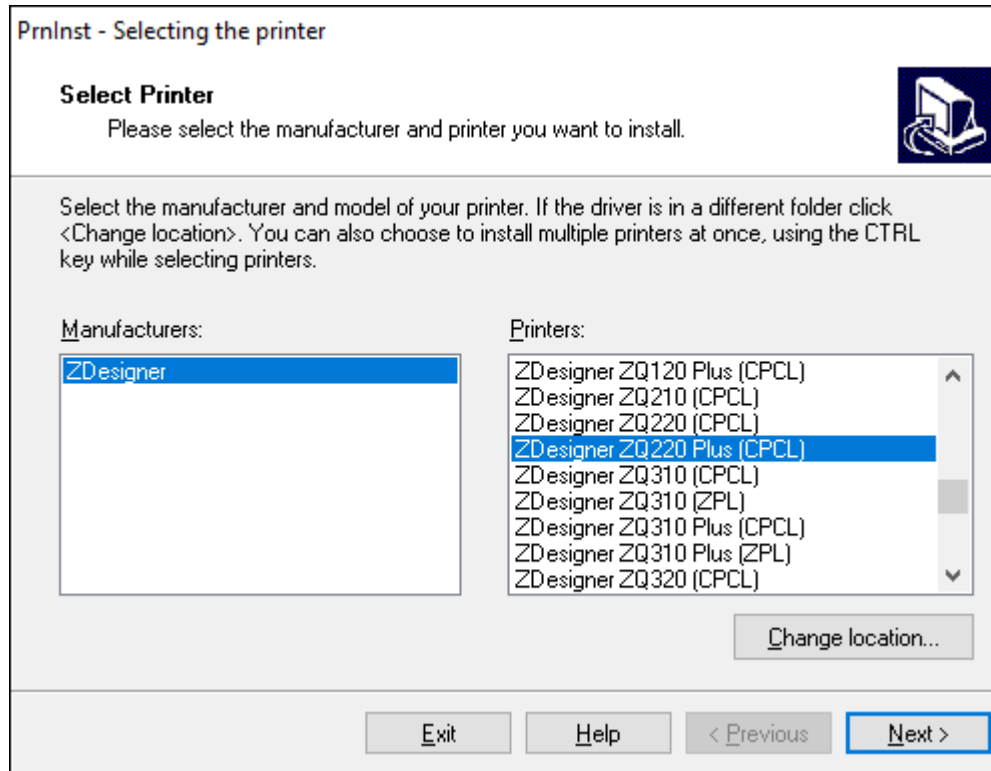 PrnInst - Selecting the printer
Select Printer
Please select the manufacturer and printer you want to install.
Select the manufacturer and model of your printer. If the driver is in a different folder click
<Change location>. You can also choose to install multiple printers at once, using the CTRL
key while selecting printers.
Manufacturers:
ZDesigner
Printers:
ZDesigner ZQ120 Plus (CPCL)
ZDesigner ZQ210 (CPCL)
ZDesigner ZQ220 (CPCL)
ZDesigner ZQ220 Plus (CPCL)
ZDesigner ZQ310 (CPCL)
ZDesigner ZQ310 (ZPL)
ZDesigner ZQ310 Plus (CPCL)
ZDesigner ZQ310 Plus (ZPL)
ZDesigner ZQ320 (CPCL)
Change location...
Exit
Help
< Previous
Next >